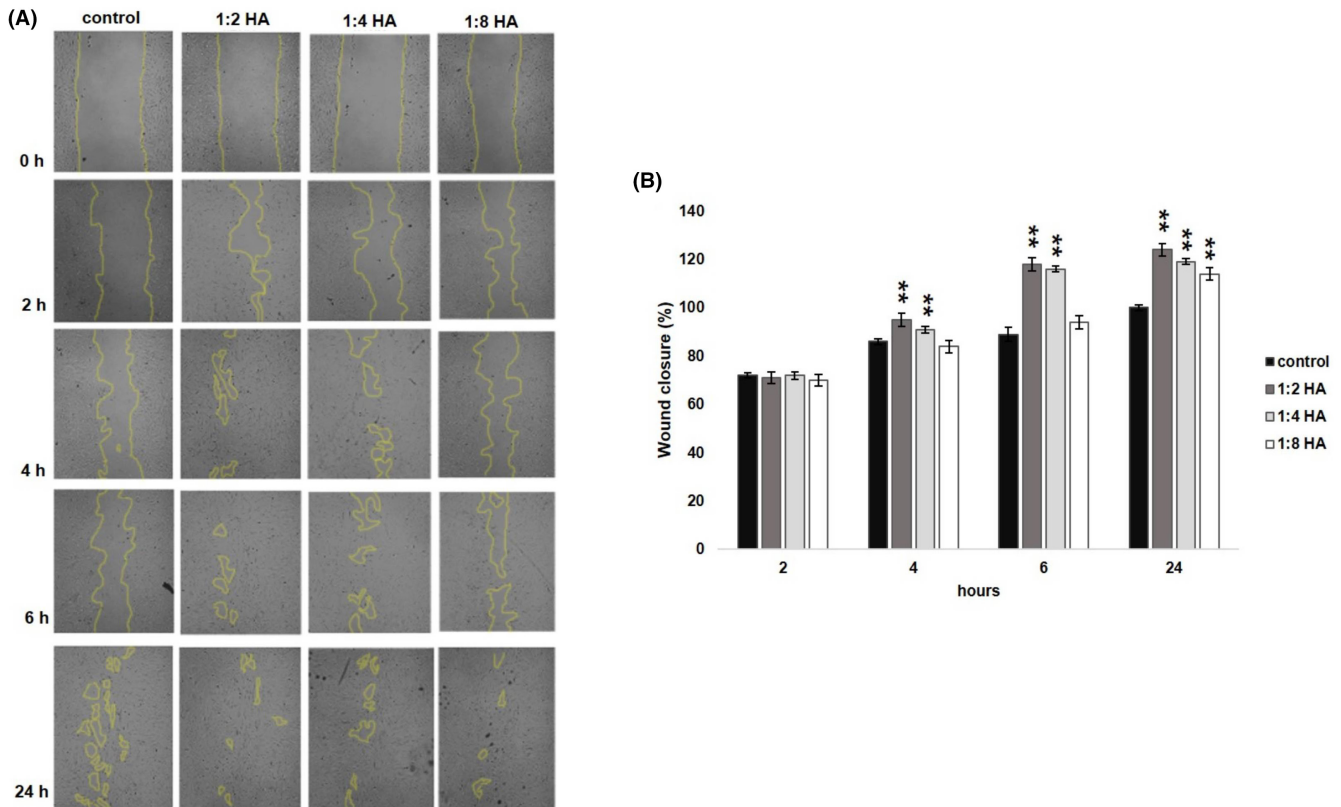 (A)
control 1:2 HA 1:4 HA 1:8 HA
0 h
2 h
4 h
6 h
24 h
(B)
140
120
100
80
60
40
20
0
Wound closure (%)
**
**
**
**
**
**
**
2 4 6 24
hours
control
1:2 HA
1:4 HA
1:8 HA